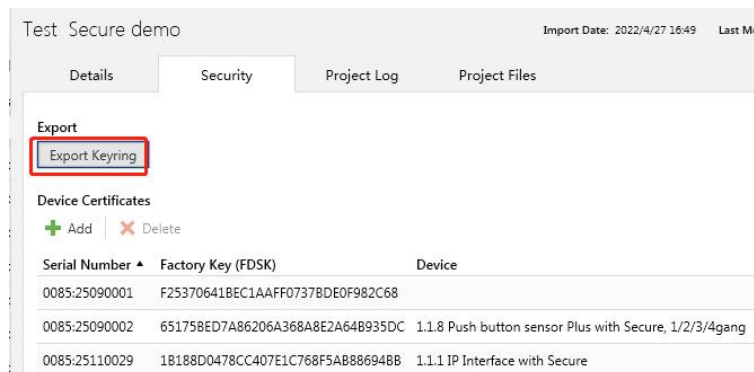 Test Secure demo
Import Date: 2022/4/27 16:49 Last M
Details Security Project Log Project Files
Export
Export Keyring
Device Certificates
Add Delete
Serial Number Factory Key (FDSK) Device
0085:25090001 F25370641BEC1AAFF0737BDE0F982C68
0085:25090002 65175BED7A86206A368A8E2A64B935DC 1.1.8 Push button sensor Plus with Secure, 1/2/3/4gang
0085:25110029 1B188D0478CC407E1C768F5AB88694BB 1.1.1 IP Interface with Secure